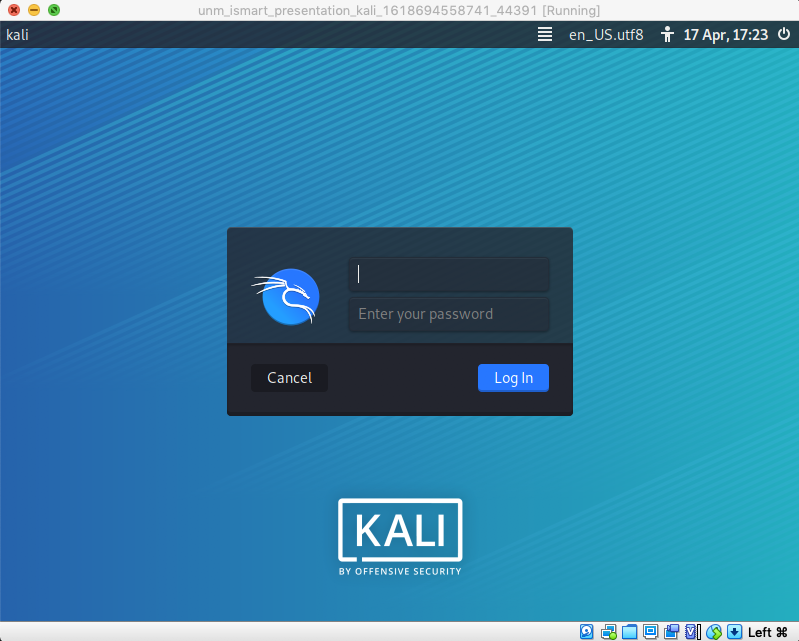 unm_ismart_presentation_kali_1618694558741_44391 [Running]
kali en_US.utf8 17 Apr, 17:23
Enter your password
Cancel Log In
KALI
BY OFFENSIVE SECURITY
Left ⌘